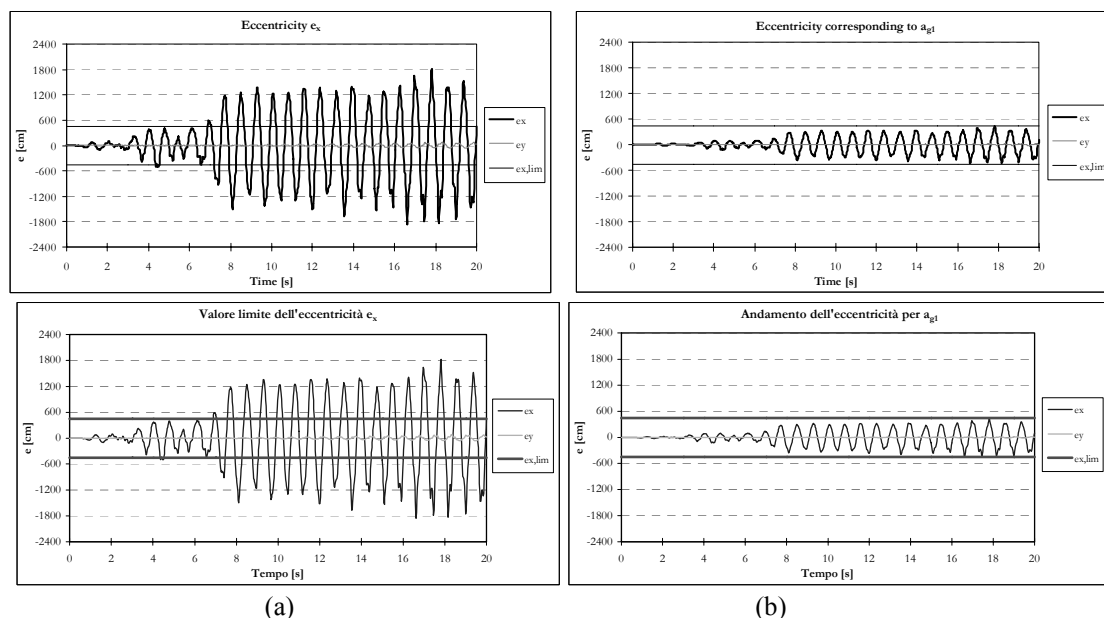 Eccentricity ex
2400
1800
1200
600
0
-600
-1200
-1800
-2400
e [cm]
0 2 4 6 8 10 12 14 16 18 20
Time [s]
ex
ey
ex,lim
Eccentricity corresponding to ag1
2400
1800
1200
600
0
-600
-1200
-1800
-2400
e [cm]
0 2 4 6 8 10 12 14 16 18 20
Time [s]
ex
ey
ex,lim
Valore limite dell'eccentricità ex
2400
1800
1200
600
0
-600
-1200
-1800
-2400
e [cm]
0 2 4 6 8 10 12 14 16 18 20
Tempo [s]
ex
ey
ex,lim
Andamento dell'eccentricità per ag1
2400
1800
1200
600
0
-600
-1200
-1800
-2400
e [cm]
0 2 4 6 8 10 12 14 16 18 20
Tempo [s]
ex
ey
ex,lim
(a) (b)